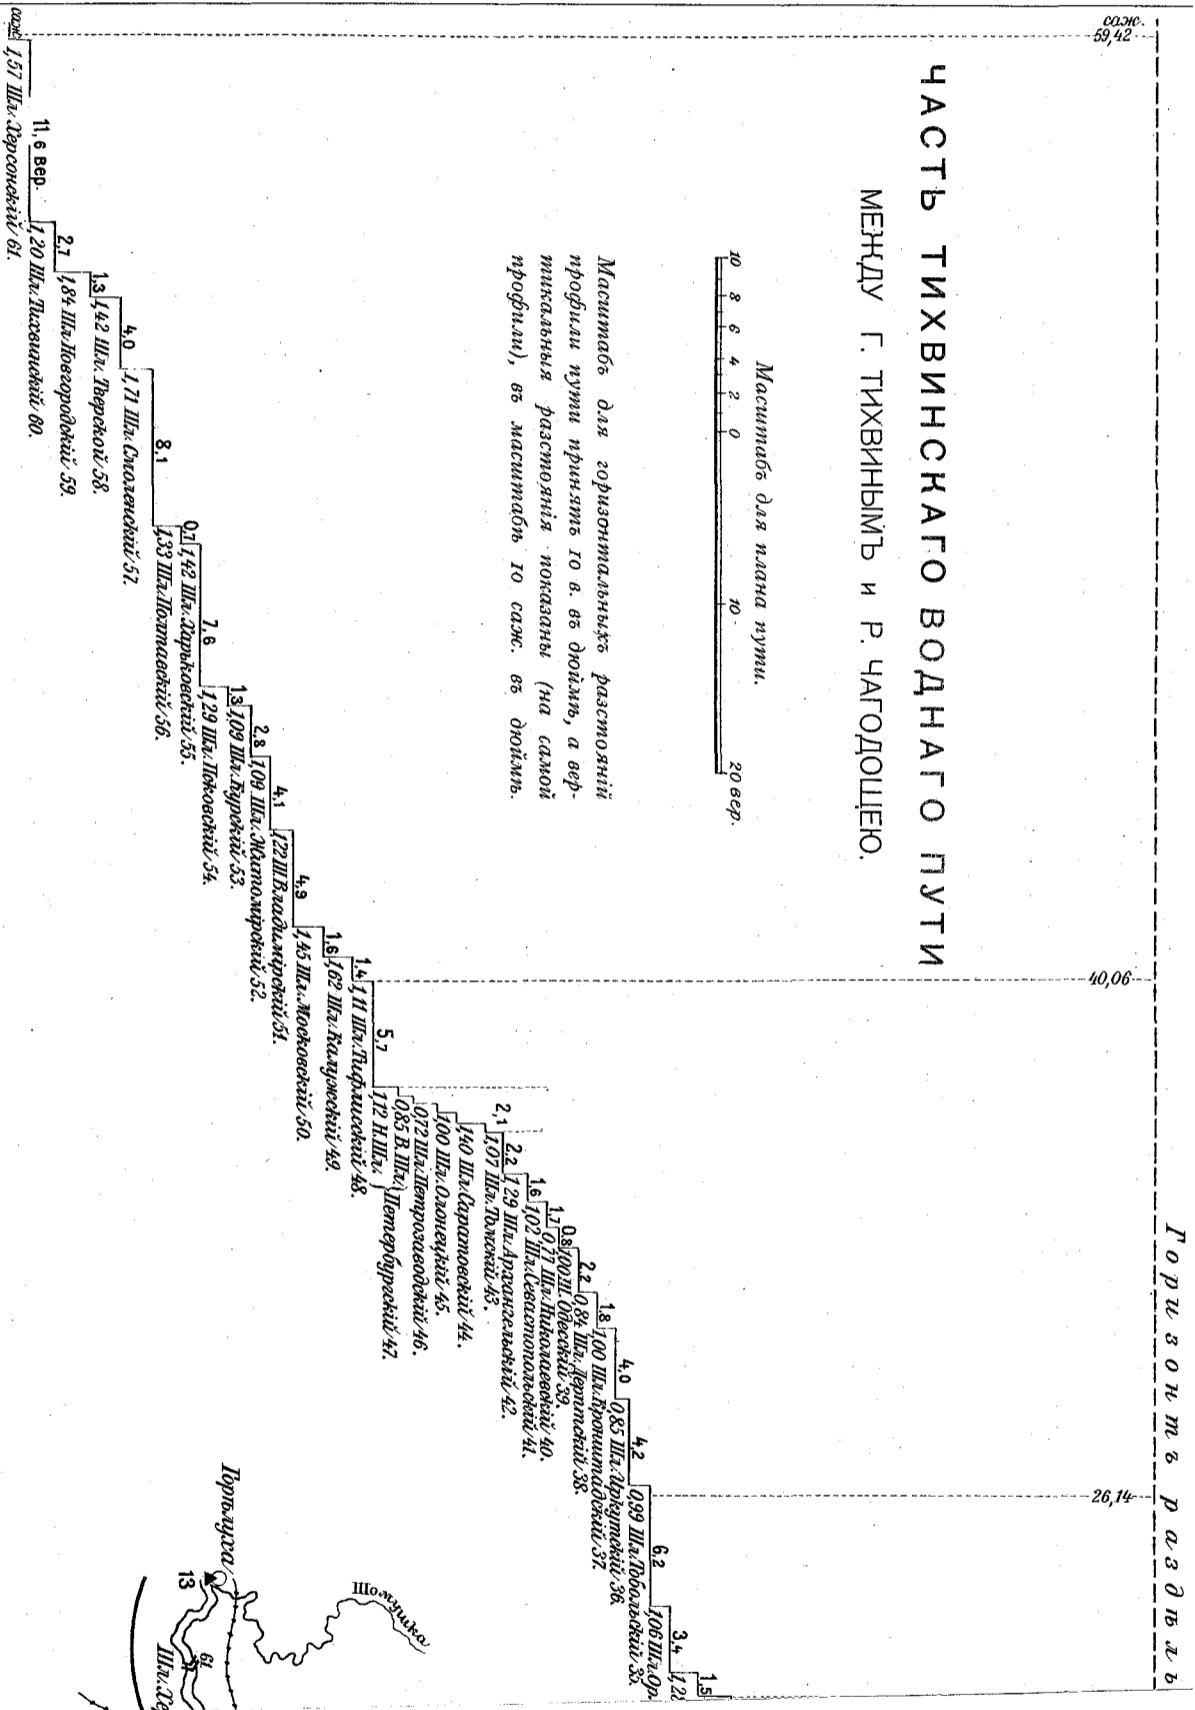 ЧАСТЬ ТИХВИНСКАГО ВОДНАГО ПУТИ
МЕЖДУ Г. ТИХВИНЫМЪ и Р. ЧАГОДОЩЕЮ.
Масштабъ для плана пути.
10 8 6 4 2 0 10 20 вер.
Масштабъ для горизонтальныхъ разстояній
профили пути принятъ 10 в. въ дюймѣ, а вер-
тикальныя разстоянія показаны (на самой
профили), въ масштабѣ 10 саж. въ дюймѣ.
Горизонтъ раздѣлъ
саж.
59,42
40,06
26,14
саж.
1,57 Шл. Херсонскій 61.
11,6 вер.
1,20 Шл. Тихвинскій 60.
2,7
1,84 Шл. Новгородскій 59.
1,3
1,42 Шл. Тверской 58.
4,0
1,71 Шл. Смоленскій 57.
8,1
1,33 Шл. Полтавскій 56.
0,7
1,42 Шл. Харьковскій 55.
7,6
1,29 Шл. Псковскій 54.
1,3
1,09 Шл. Курскій 53.
2,8
1,09 Шл. Житомірскій 52.
4,1
1,22 Ш. Владимірскій 51.
4,9
1,45 Шл. Московскій 50.
1,6
1,62 Шл. Калужскій 49.
1,4
1,11 Шл. Тифлисскій 48.
5,7
1,12 Н. Шл. } Петербургскій 47.
0,85 В. Шл.
0,72 Шл. Петрозаводскій 46.
1,00 Шл. Олонецкій 45.
1,40 Шл. Саратовскій 44.
2,1
1,07 Шл. Томскій 43.
2,2
1,29 Шл. Архангельскій 42.
1,6
1,02 Шл. Севастопольскій 41.
1,7
0,77 Шл. Николаевскій 40.
0,8
1,00 Ш. Одесскій 39.
2,2
0,84 Шл. Дерптскій 38.
1,8
1,00 Шл. Кронштадскій 37.
4,0
0,85 Шл. Иркутскій 36.
4,2
0,99 Шл. Тобольскій 35.
6,2
1,06 Шл. Ор.
3,4
1,28
1,5
Шомушка
Горѣлуха
13
61
Шл. Хе